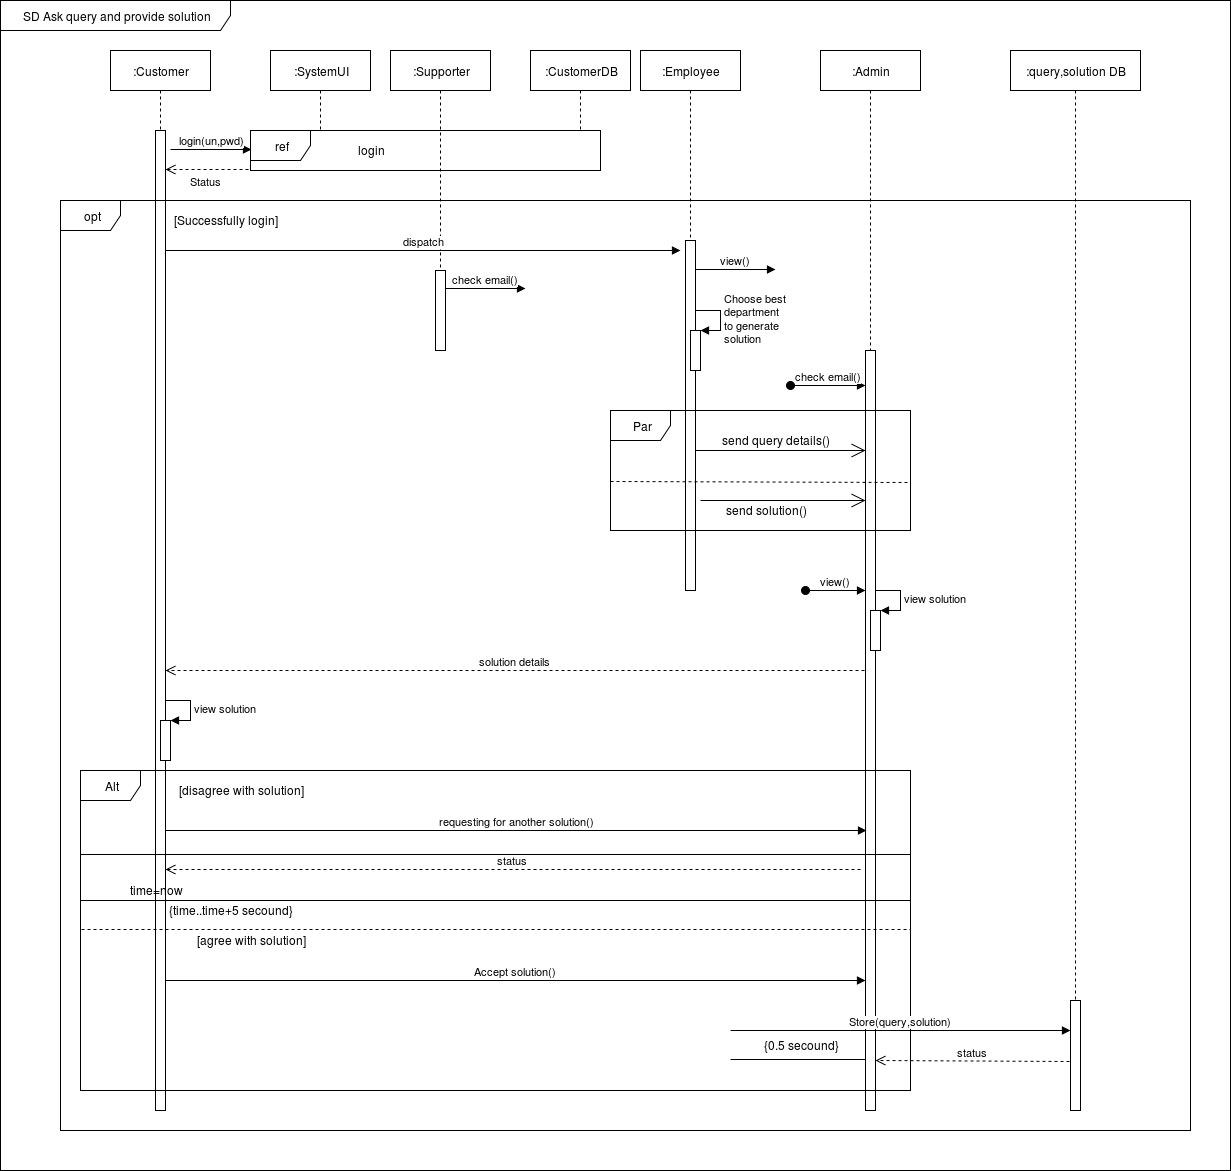 SD Ask query and provide solution
:Customer
:SystemUI
:Supporter
:CustomerDB
:Employee
:Admin
:query,solution DB
login(un,pwd)
ref
login
Status
opt
[Successfully login]
dispatch
view()
check email()
Choose best
department
to generate
solution
check email()
Par
send query details()
send solution()
view()
view solution
solution details
view solution
Alt
[disagree with solution]
requesting for another solution()
status
time=now
{time..time+5 secound}
[agree with solution]
Accept solution()
Store(query,solution)
{0.5 secound}
status